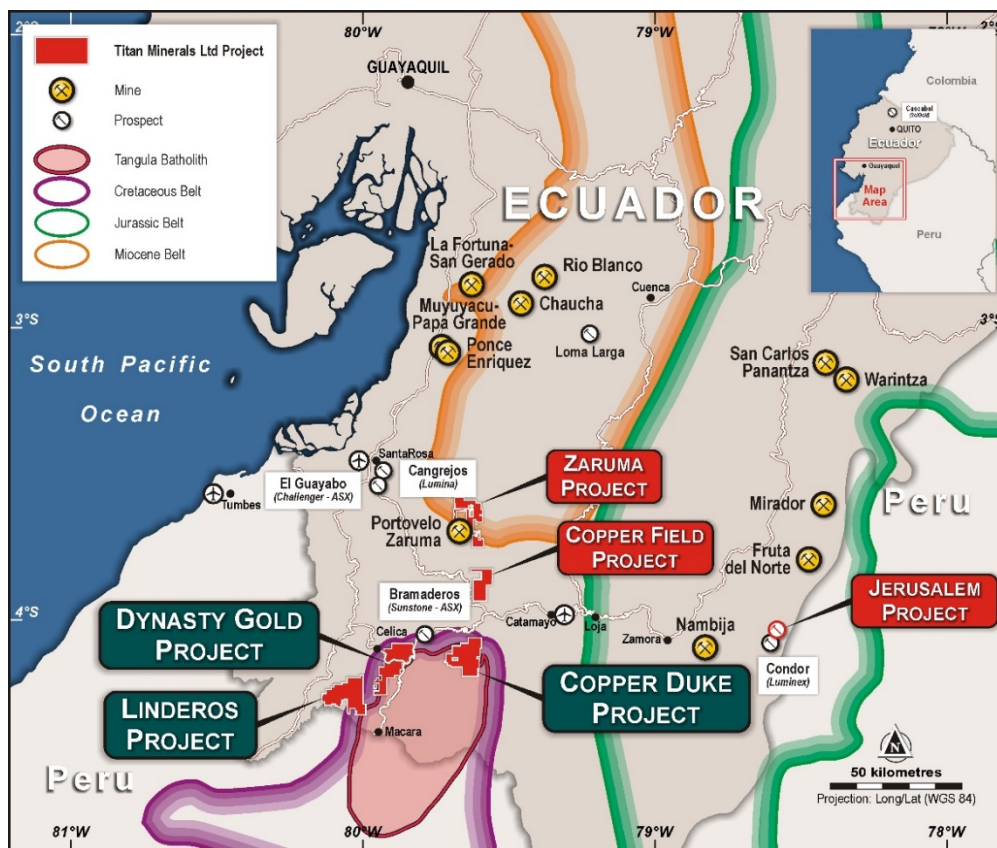 2°S
80°W
79°W
78°W
2°S
Titan Minerals Ltd Project
Mine
Prospect
Tangula Batholith
Cretaceous Belt
Jurassic Belt
Miocene Belt
GUAYAQUIL
Colombia
Cascabel
QUITO
Ecuador
Guayaquil
Map
Area
Peru
ECUADOR
La Fortuna-
San Gerado
Rio Blanco
Muyuyacu-
Papa Grande
Chaucha
Cuenca
3°S
3°S
Ponce
Enriquez
Loma Larga
San Carlos
Panantza
Warintza
South Pacific
Ocean
SantaRosa
El Guayabo
(Challenger - ASX)
Cangrejos
(Lumina)
Tumbes
ZARUMA
PROJECT
Peru
Mirador
Portovelo
Zaruma
COPPER FIELD
PROJECT
Fruta
del Norte
Bramaderos
(Sunstone - ASX)
JERUSALEM
PROJECT
4°S
DYNASTY GOLD
PROJECT
Celica
Catamayo
Loja
Zamora
Nambija
Condor
(Luminex)
LINDEROS
PROJECT
COPPER DUKE
PROJECT
Macara
Peru
N
50 kilometres
Projection: Long/Lat (WGS 84)
81°W
80°W
79°W
78°W